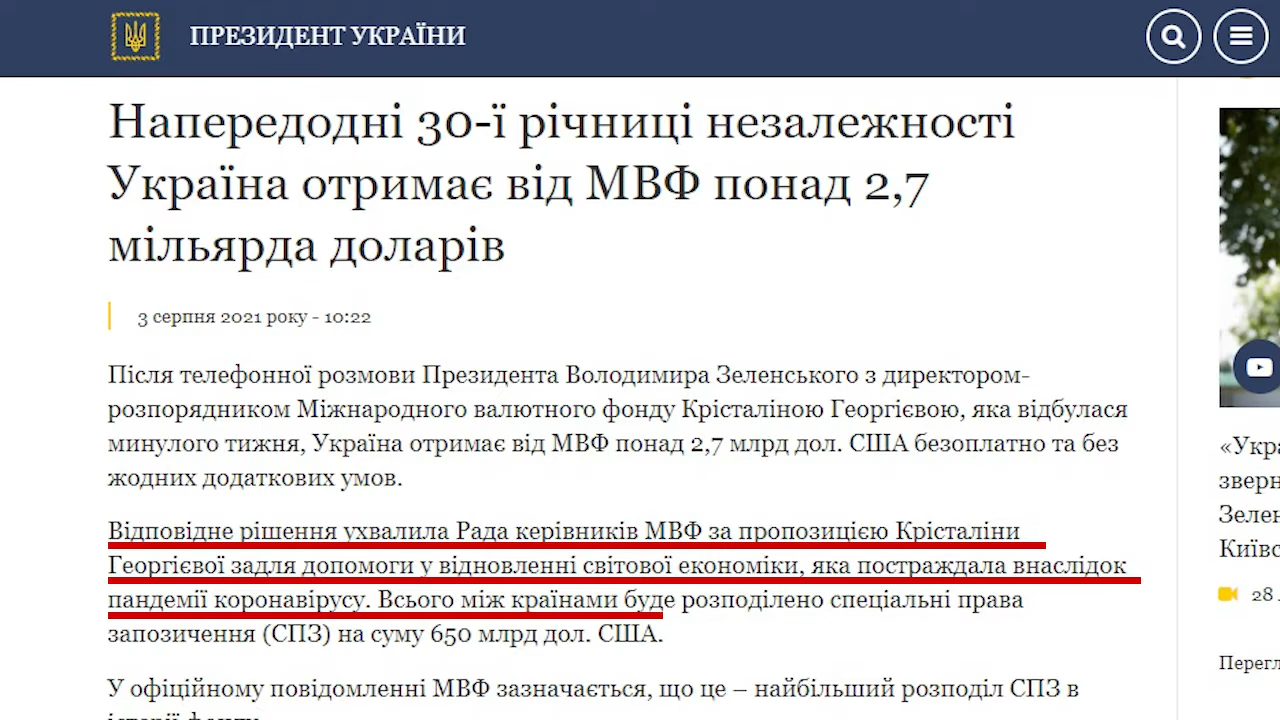 ПРЕЗИДЕНТ УКРАЇНИ
Напередодні 30-ї річниці незалежності
Україна отримає від МВФ понад 2,7
мільярда доларів
3 серпня 2021 року - 10:22
Після телефонної розмови Президента Володимира Зеленського з директором-
розпорядником Міжнародного валютного фонду Крісталіною Георгієвою, яка відбулася
минулого тижня, Україна отримає від МВФ понад 2,7 млрд дол. США безоплатно та без
жодних додаткових умов.
Відповідне рішення ухвалила Рада керівників МВФ за пропозицією Крісталіни
Георгієвої задля допомоги у відновленні світової економіки, яка постраждала внаслідок
пандемії коронавірусу. Всього між країнами буде розподілено спеціальні права
запозичення (СПЗ) на суму 650 млрд дол. США.
У офіційному повідомленні МВФ зазначається, що це – найбільший розподіл СПЗ в
«Укра
зверн
Зелен
Київс
28
Перегл